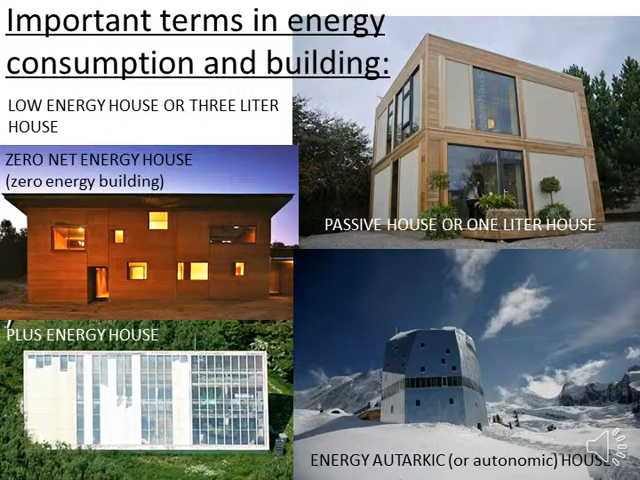 Important terms in energy
consumption and building:
LOW ENERGY HOUSE OR THREE LITER
HOUSE
ZERO NET ENERGY HOUSE
(zero energy building)
PASSIVE HOUSE OR ONE LITER HOUSE
PLUS ENERGY HOUSE
ENERGY AUTARKIC (or autonomic) HOUSE